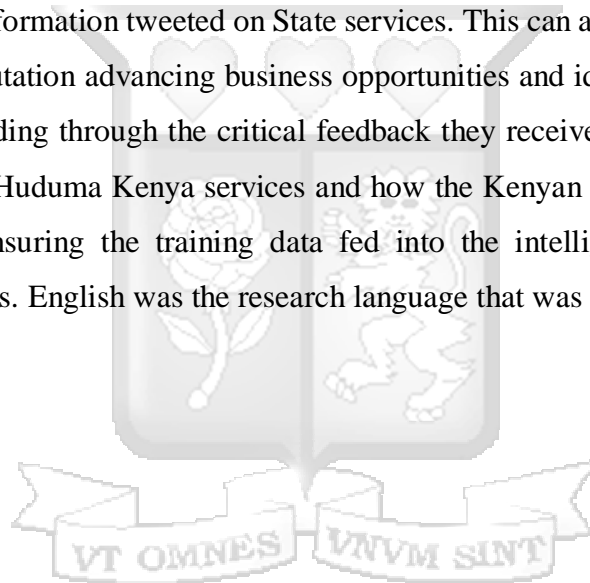 formation tweeted on State services. This can a
utation advancing business opportunities and ic
ding through the critical feedback they receive
Huduma Kenya services and how the Kenyan
nsuring the training data fed into the intelli
s. English was the research language that was
VT OMNES VNVM SINT